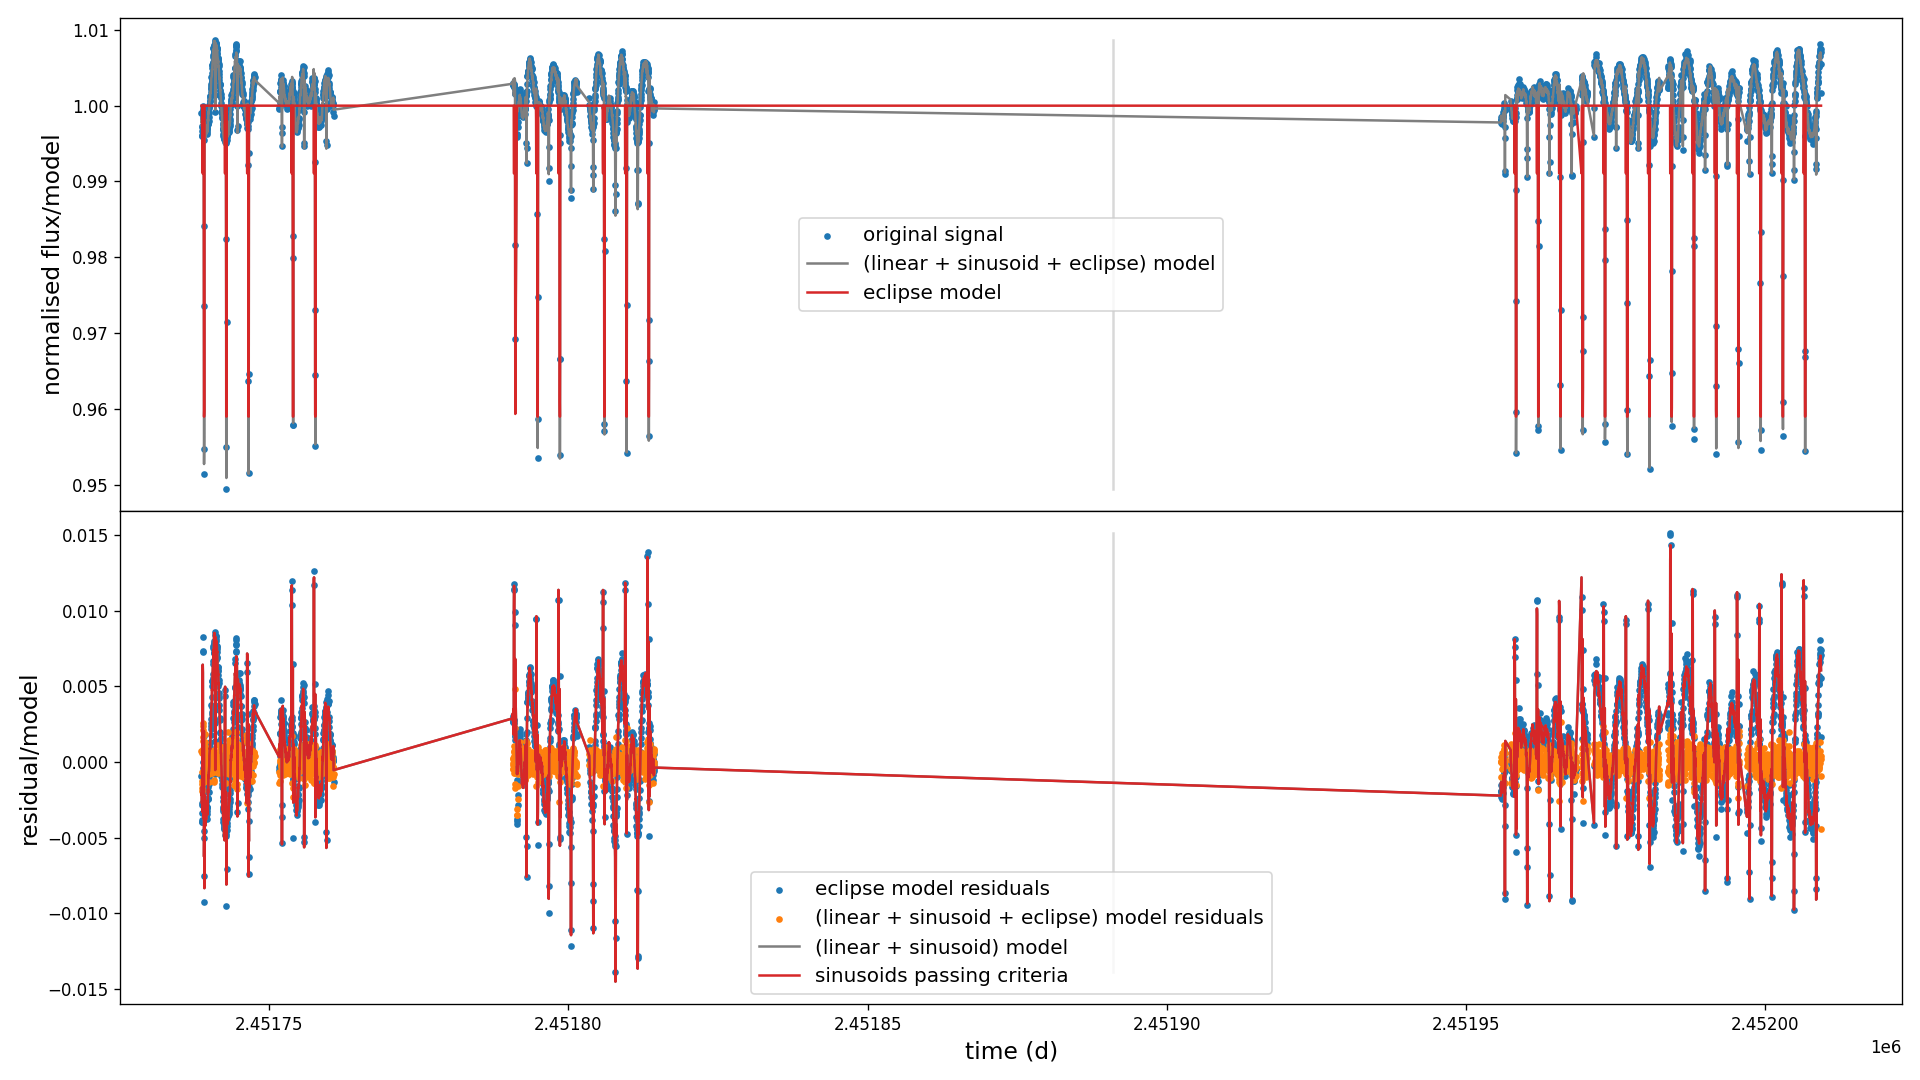 1.01
1.00
0.99
0.98
0.97
0.96
0.95
normalised flux/model
original signal
(linear + sinusoid + eclipse) model
eclipse model
0.015
0.010
0.005
0.000
−0.005
−0.010
−0.015
residual/model
eclipse model residuals
(linear + sinusoid + eclipse) model residuals
(linear + sinusoid) model
sinusoids passing criteria
2.45175 2.45180 2.45185 2.45190 2.45195 2.45200
1e6
time (d)